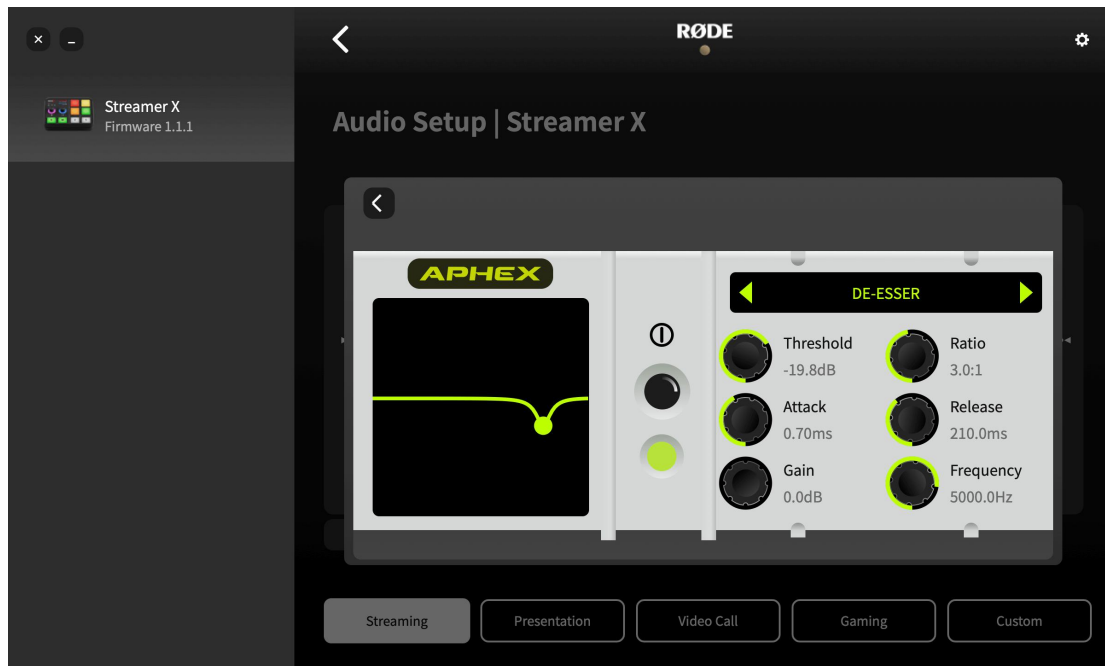 Streamer X
Firmware 1.1.1
RØDE
Audio Setup | Streamer X
APHEX
DE-ESSER
Threshold
-19.8dB
Ratio
3.0:1
Attack
0.70ms
Release
210.0ms
Gain
0.0dB
Frequency
5000.0Hz
Streaming
Presentation
Video Call
Gaming
Custom